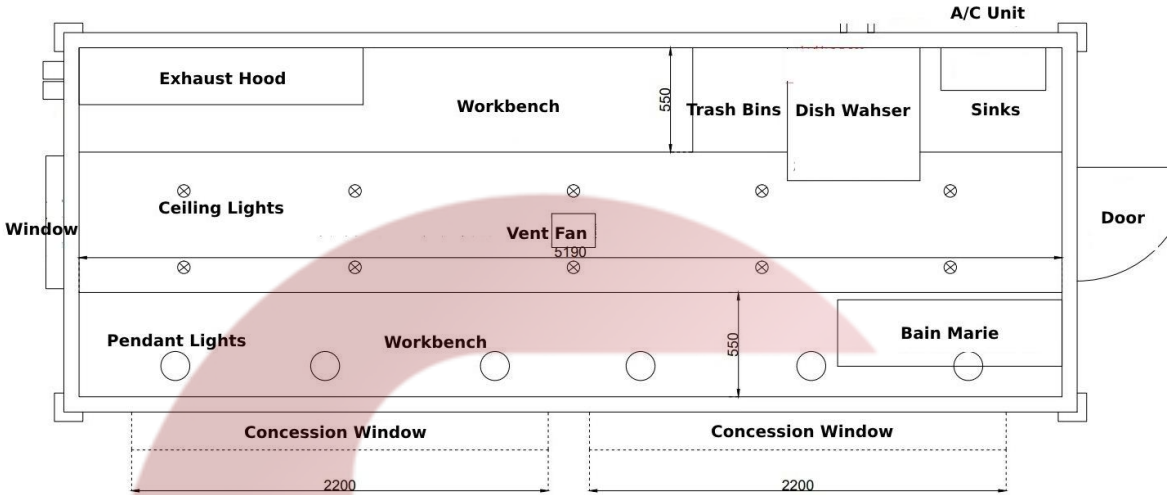 A/C Unit
Exhaust Hood
Workbench
550
Trash Bins
Dish Wahser
Sinks
Ceiling Lights
Window
Vent Fan
Door
5190
Pendant Lights
Workbench
550
Bain Marie
Concession Window
Concession Window
2200
2200